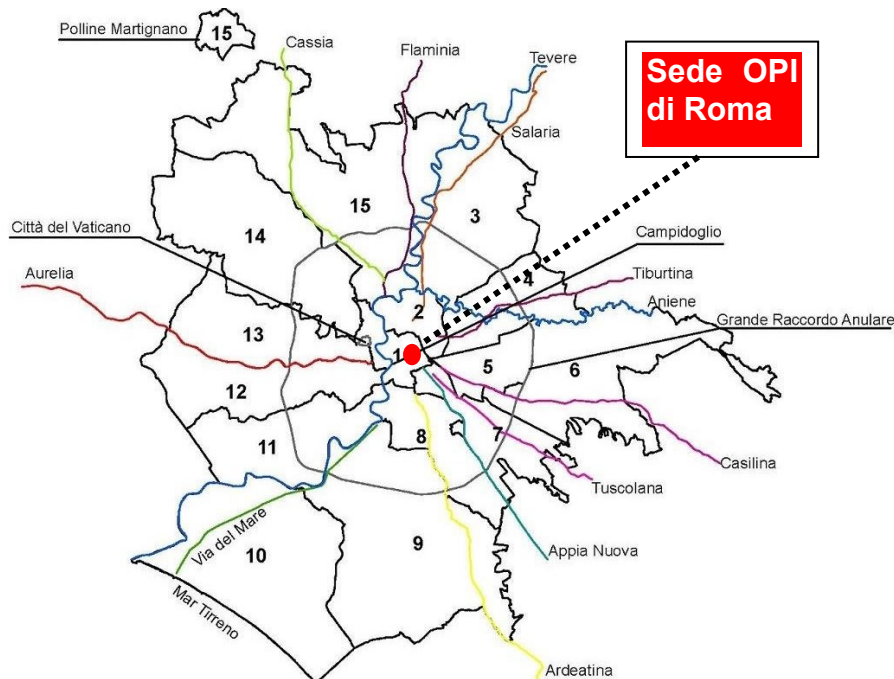 Polline Martignano
15
Cassia
Flaminia
Tevere
Sede OPI
di Roma
Salaria
15
3
14
Città del Vaticano
Campidoglio
Aurelia
4
Tiburtina
2
Aniene
13
Grande Raccordo Anulare
1
5
6
12
8
7
11
Casilina
Tuscolana
Via del Mare
9
10
Appia Nuova
Mar Tirreno
Ardeatina